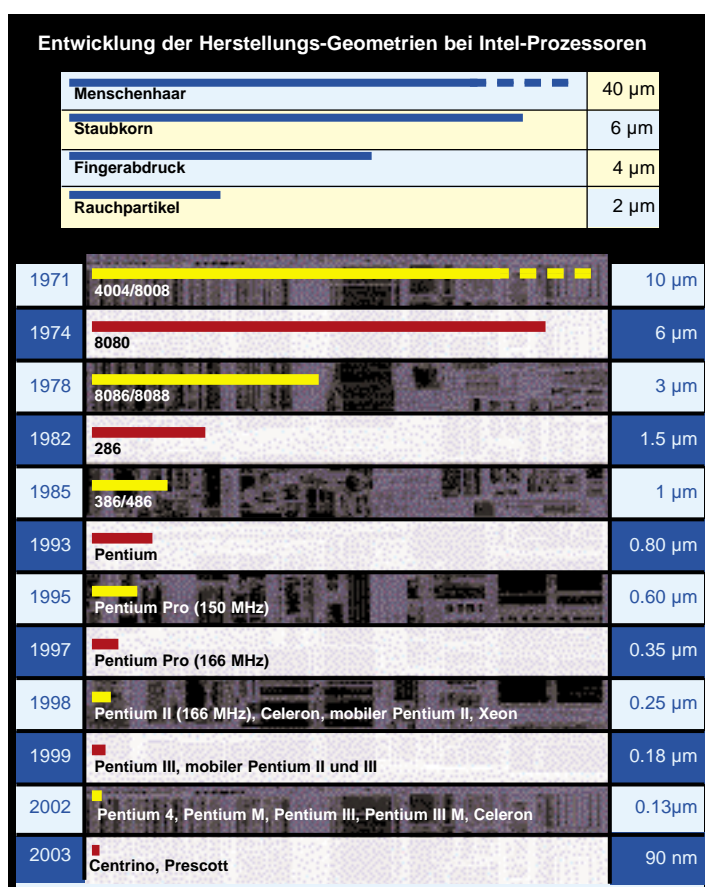 Entwicklung der Herstellungs-Geometrien bei Intel-Prozessoren
Menschenhaar 40 µm
Staubkorn 6 µm
Fingerabdruck 4 µm
Rauchpartikel 2 µm
1971 4004/8008 10 µm
1974 8080 6 µm
1978 8086/8088 3 µm
1982 286 1.5 µm
1985 386/486 1 µm
1993 Pentium 0.80 µm
1995 Pentium Pro (150 MHz) 0.60 µm
1997 Pentium Pro (166 MHz) 0.35 µm
1998 Pentium II (166 MHz), Celeron, mobiler Pentium II, Xeon 0.25 µm
1999 Pentium III, mobiler Pentium II und III 0.18 µm
2002 Pentium 4, Pentium M, Pentium III, Pentium III M, Celeron 0.13µm
2003 Centrino, Prescott 90 nm